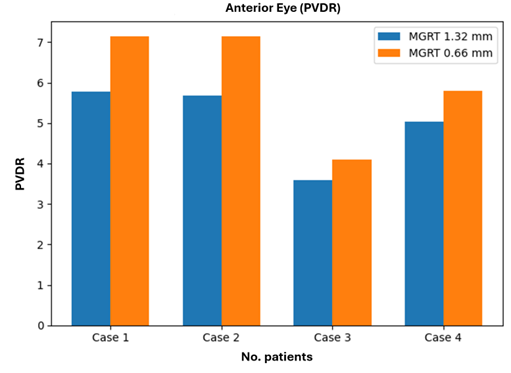 Anterior Eye (PVDR)
MGRT 1.32 mm
MGRT 0.66 mm
PVDR
7
6
5
4
3
2
1
0
Case 1
Case 2
Case 3
Case 4
No. patients